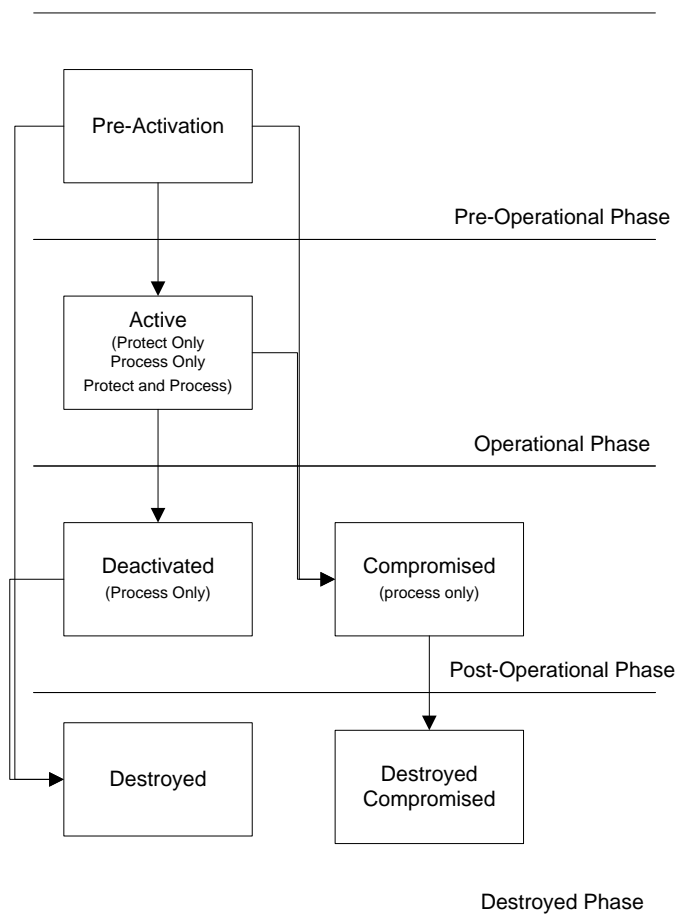 Pre-Activation
Pre-Operational Phase
Active
(Protect Only
Process Only
Protect and Process)
Operational Phase
Deactivated
(Process Only)
Compromised
(process only)
Post-Operational Phase
Destroyed
Destroyed
Compromised
Destroyed Phase